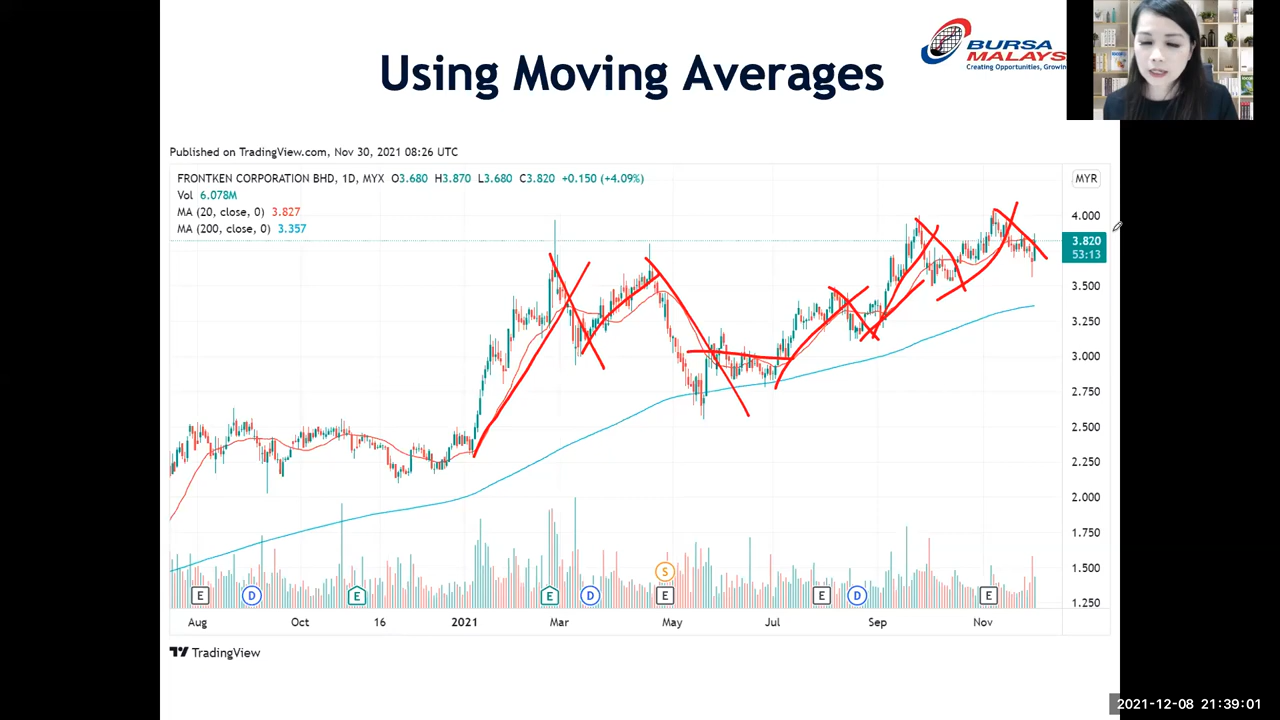 Using Moving Averages
BURSA
MALAYS
Creating Opportunities, Growin
Published on TradingView.com, Nov 30, 2021 08:26 UTC
FRONTKEN CORPORATION BHD, 1D, MYX O3.680 H3.870 L3.680 C3.820 +0.150 (+4.09%)
MYR
Vol 6.078M
MA (20, close, 0) 3.827
MA (200, close, 0) 3.357
4.000
3.820
53:13
3.500
3.250
3.000
2.750
2.500
2.250
2.000
1.750
1.500
1.250
S
E D E E D E E D E
Aug Oct 16 2021 Mar May Jul Sep Nov
TradingView
2021-12-08 21:39:01